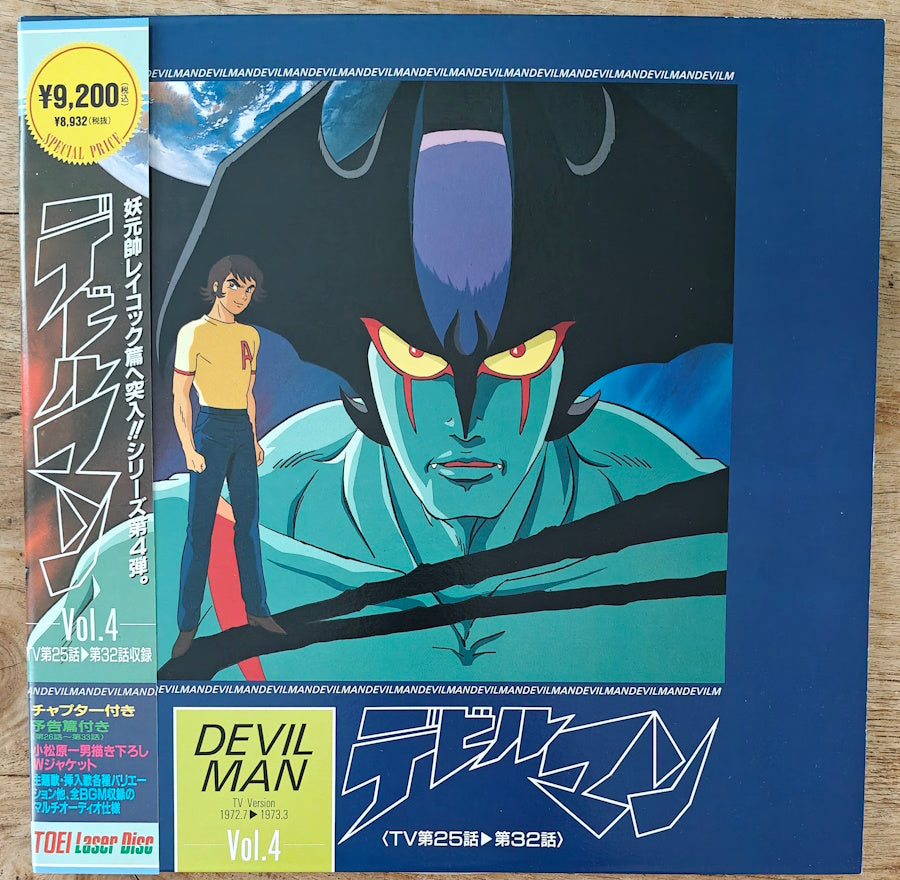 ¥9,200(税込)
¥8,932(税抜)
SPECIAL PRICE
デビルマン
妖元帥レイコック篇へ突入!!シリーズ第4弾。
Vol.4
TV第25話▶第32話収録
チャプター付き
予告篇付き
(第26話～第33話)
小松原一男描き下ろし
Wジャケット
主題歌・挿入歌各種バリエー
ション他、全BGM収録の
マルチオーディオ仕様
TOEI Laser Disc
DEVILMANDEVILMANDEVILMANDEVILMANDEVILMANDEVILMANDEVILMANDEVILMANDEVILM
A
ANDEVILMANDEVILMAND
EVILMANDEVILMANDEVILMANDEVILMANDEVILMANDEVILMANDEVILMANDEVILMANDEVILM
DEVIL
MAN
TV Version
1972.7▶1973.3
Vol.4
デビルマン
〈TV第25話▶第32話〉